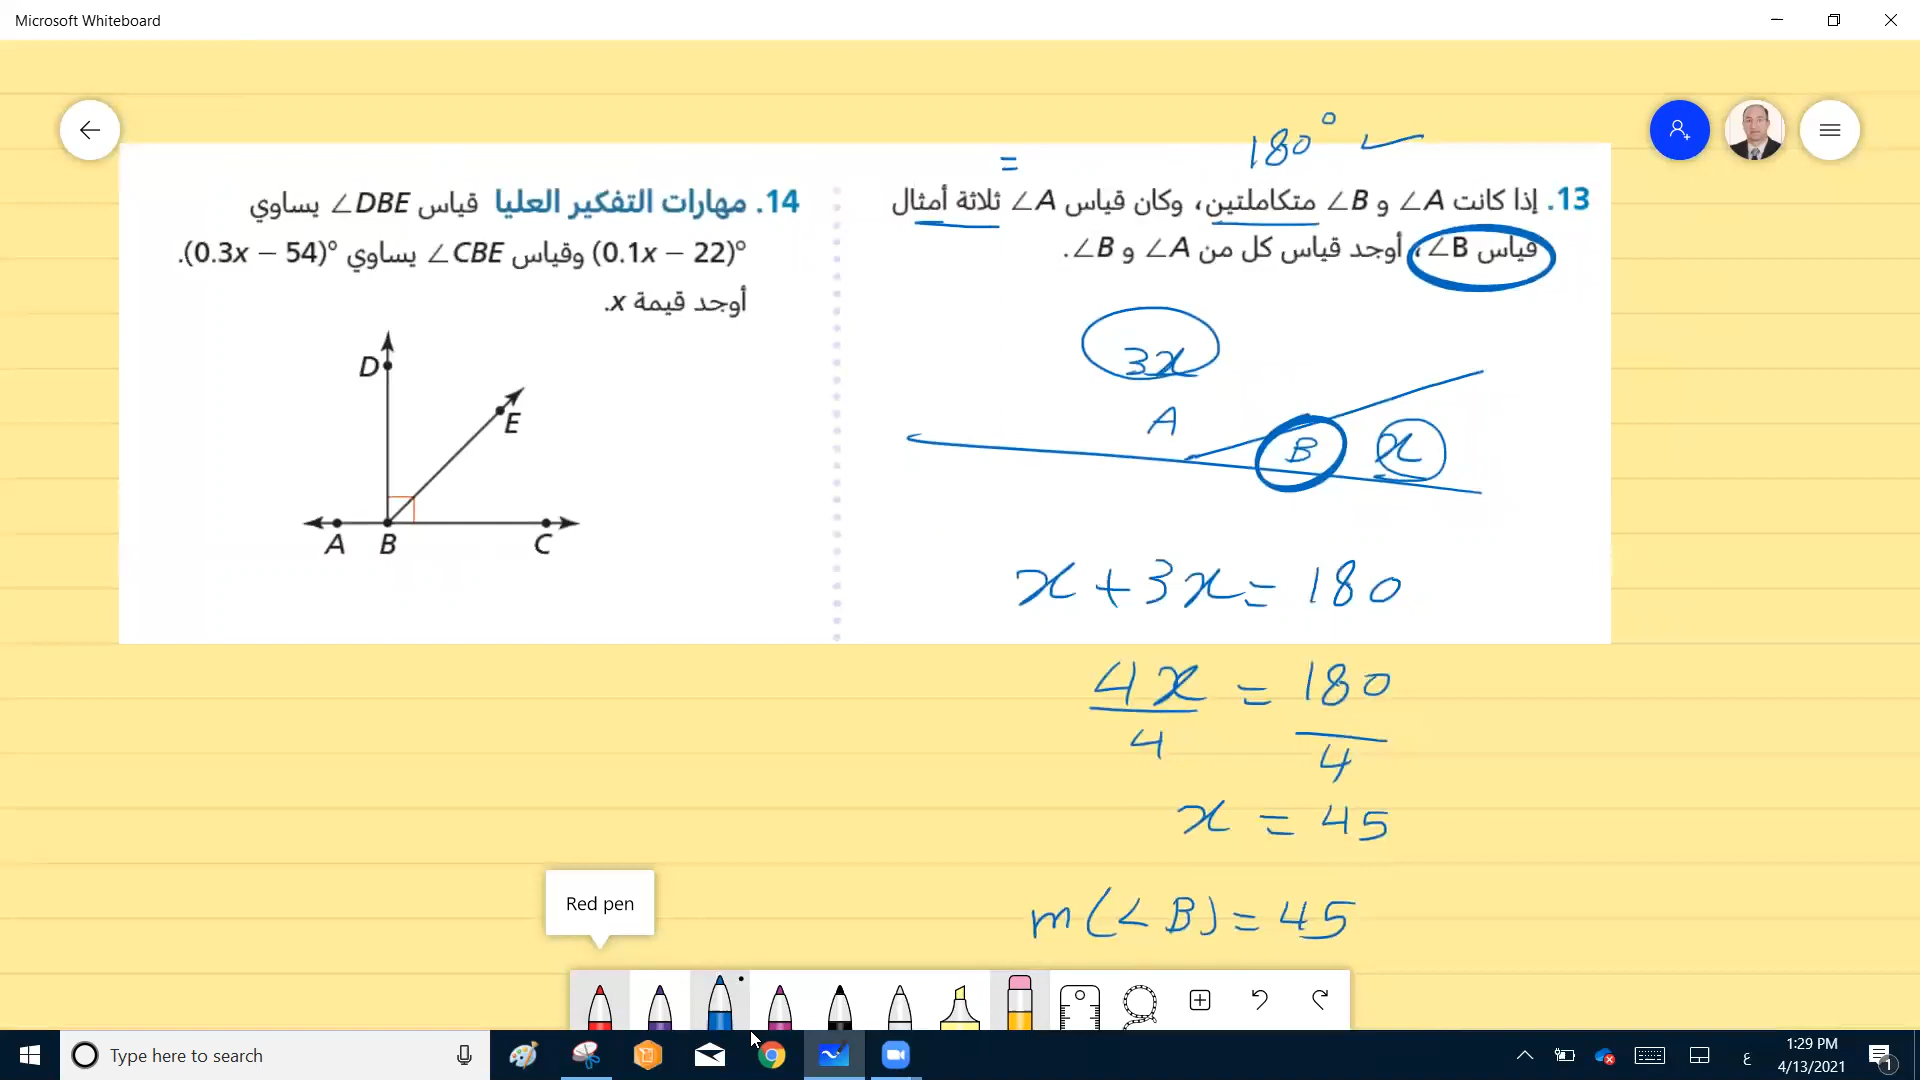 Microsoft Whiteboard
= 180° ✓
13. إذا كانت ∠A و ∠B متكاملتين، وكان قياس ∠A ثلاثة أمثال
قياس ∠B، أوجد قياس كل من ∠A و ∠B.
3x
A
B
x
x + 3x = 180
4x = 180
4 4
x = 45
m(∠B) = 45
14. مهارات التفكير العليا قياس ∠DBE يساوي
(0.1x − 22)° وقياس ∠CBE يساوي (0.3x − 54)°.
أوجد قيمة x.
D
E
A B C
Red pen
Type here to search
ع
1:29 PM
4/13/2021
1